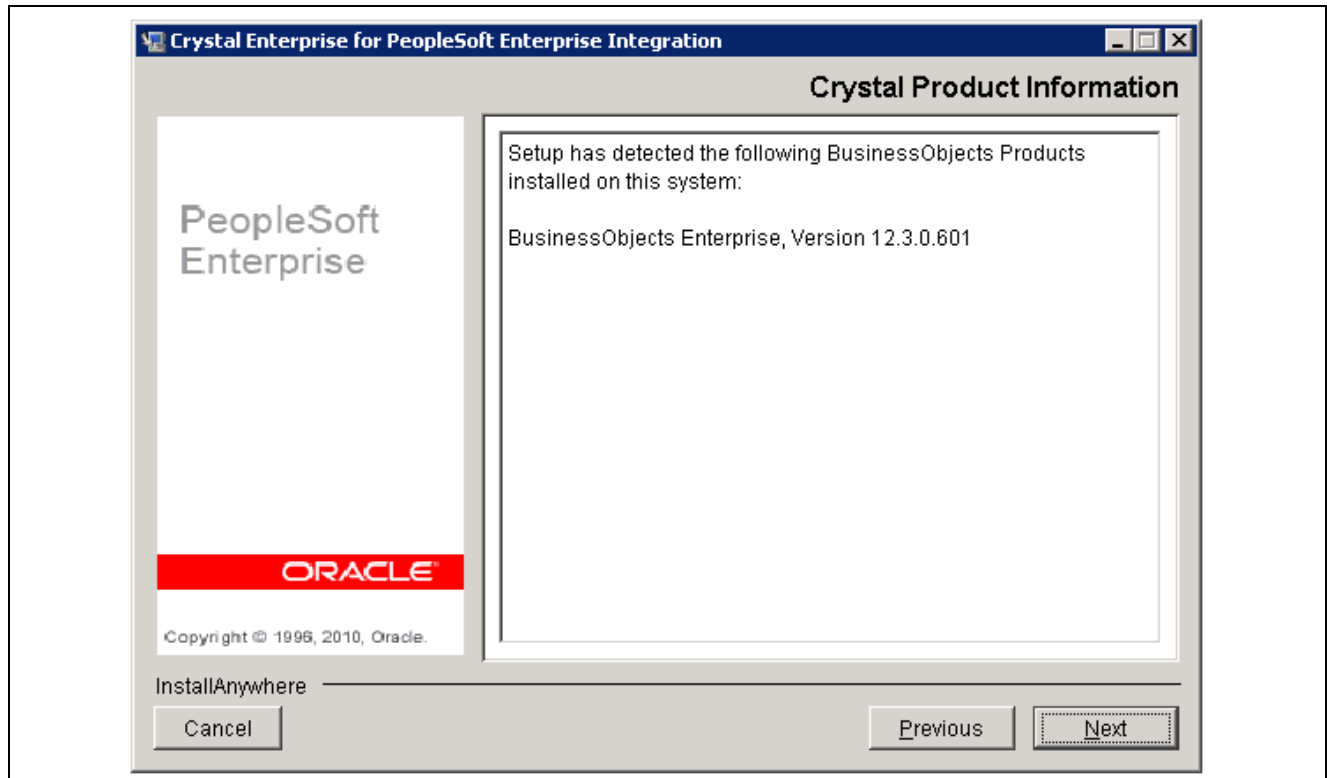 Crystal Enterprise for PeopleSoft Enterprise Integration
Crystal Product Information
PeopleSoft
Enterprise
ORACLE
Copyright © 1996, 2010, Oracle.
Setup has detected the following BusinessObjects Products
installed on this system:
BusinessObjects Enterprise, Version 12.3.0.601
InstallAnywhere
Cancel
Previous
Next